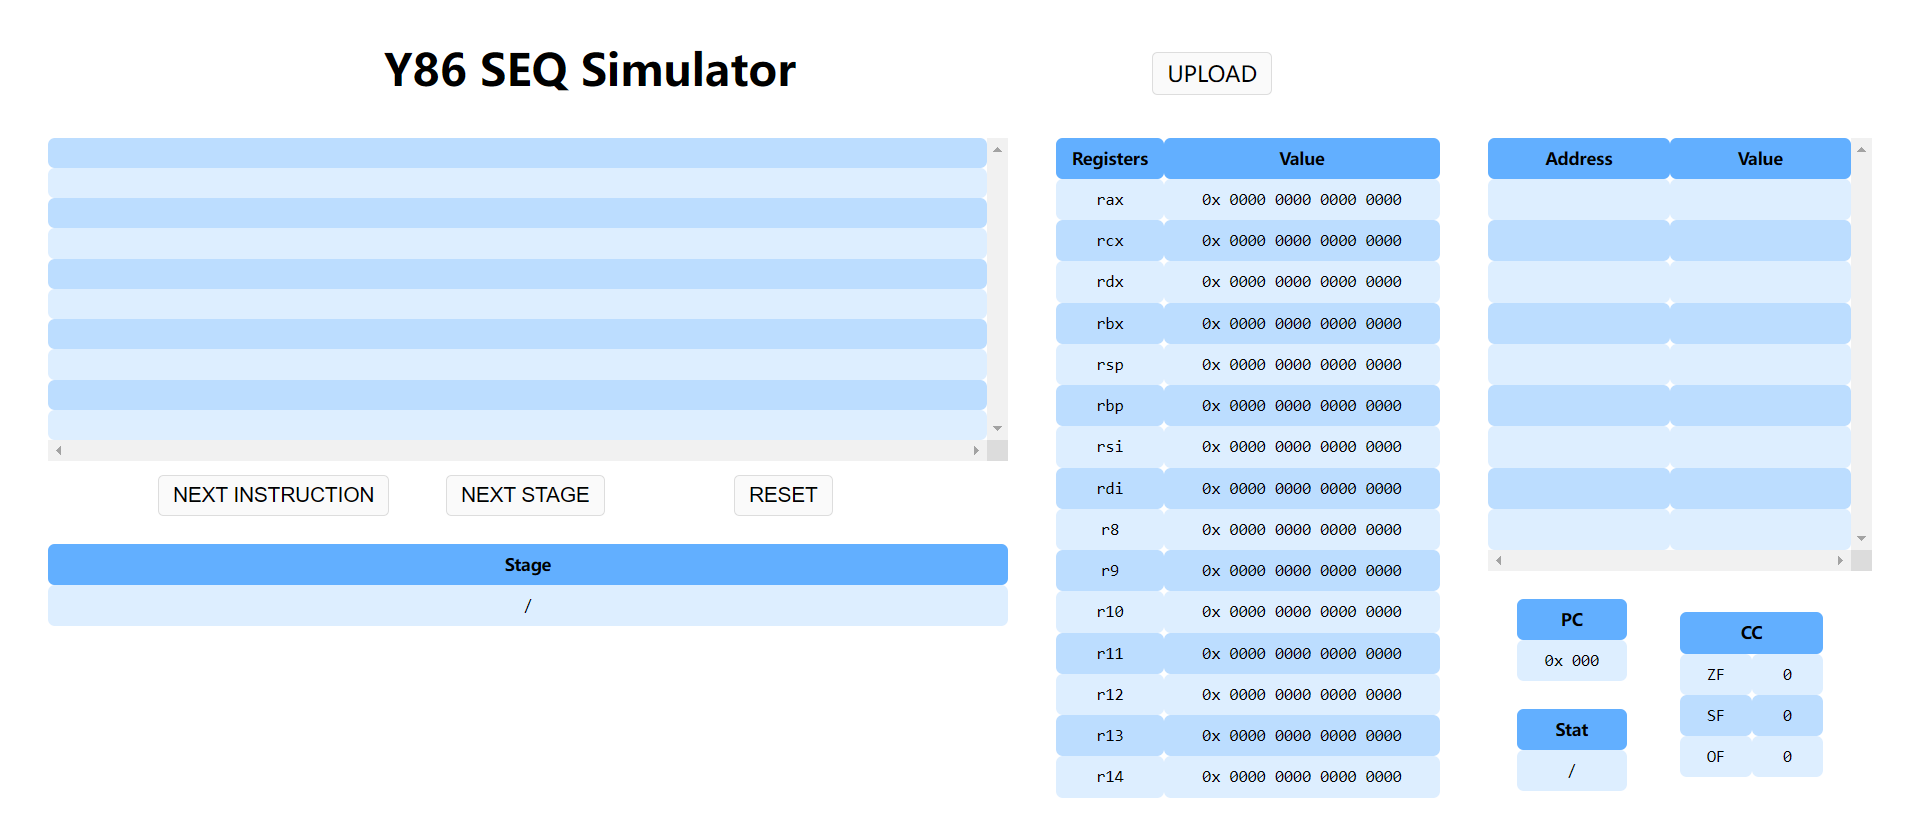 Y86 SEQ Simulator
UPLOAD
NEXT INSTRUCTION NEXT STAGE RESET
Stage
/
Registers Value
rax 0x 0000 0000 0000 0000
rcx 0x 0000 0000 0000 0000
rdx 0x 0000 0000 0000 0000
rbx 0x 0000 0000 0000 0000
rsp 0x 0000 0000 0000 0000
rbp 0x 0000 0000 0000 0000
rsi 0x 0000 0000 0000 0000
rdi 0x 0000 0000 0000 0000
r8 0x 0000 0000 0000 0000
r9 0x 0000 0000 0000 0000
r10 0x 0000 0000 0000 0000
r11 0x 0000 0000 0000 0000
r12 0x 0000 0000 0000 0000
r13 0x 0000 0000 0000 0000
r14 0x 0000 0000 0000 0000
Address Value
PC
0x 000
Stat
/
CC
ZF 0
SF 0
OF 0